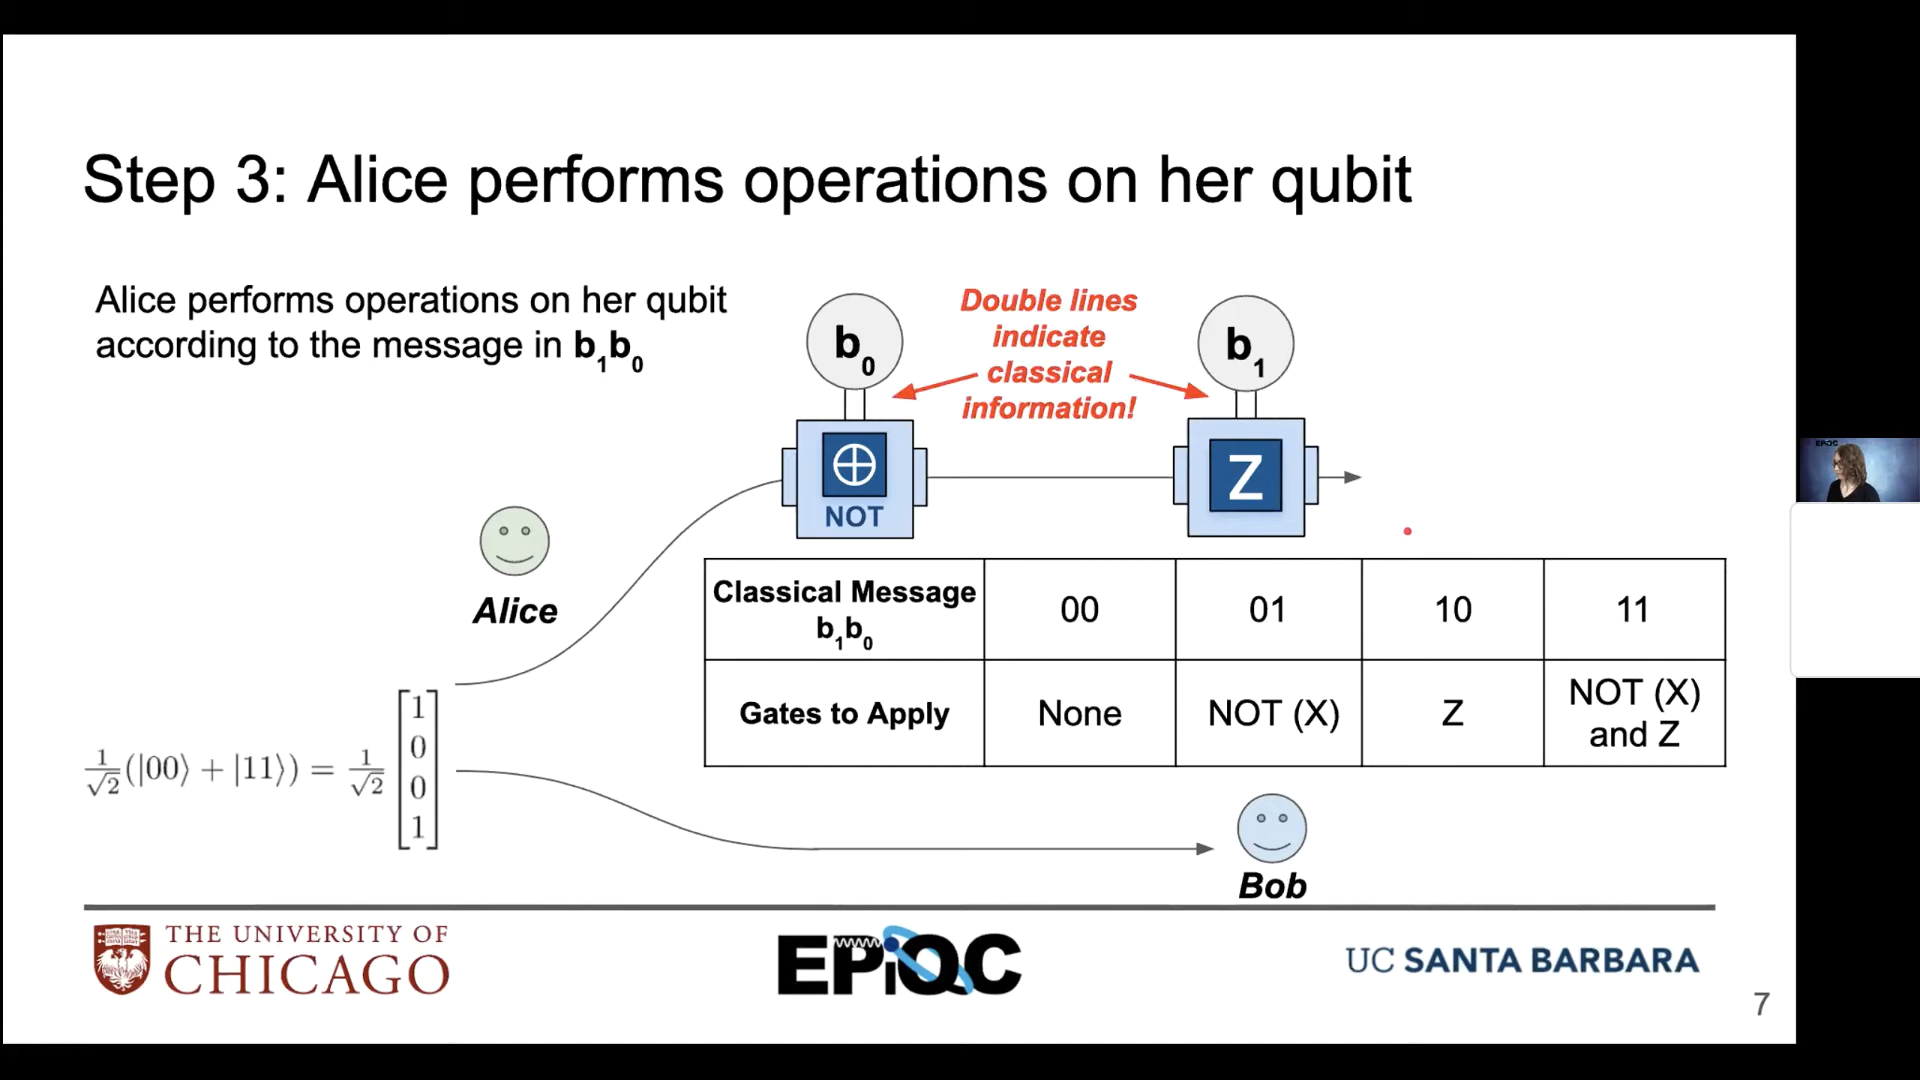 Step 3: Alice performs operations on her qubit
Alice performs operations on her qubit
according to the message in b₁b₀
b₀
Double lines
indicate
classical
information!
b₁
NOT
Z
Alice
Classical Message
b₁b₀
00
01
10
11
Gates to Apply
None
NOT (X)
Z
NOT (X)
and Z
1/√2(|00⟩ + |11⟩) = 1/√2 [1 0 0 1]
Bob
THE UNIVERSITY OF
CHICAGO
EPiQC
UC SANTA BARBARA
7
EPiQC